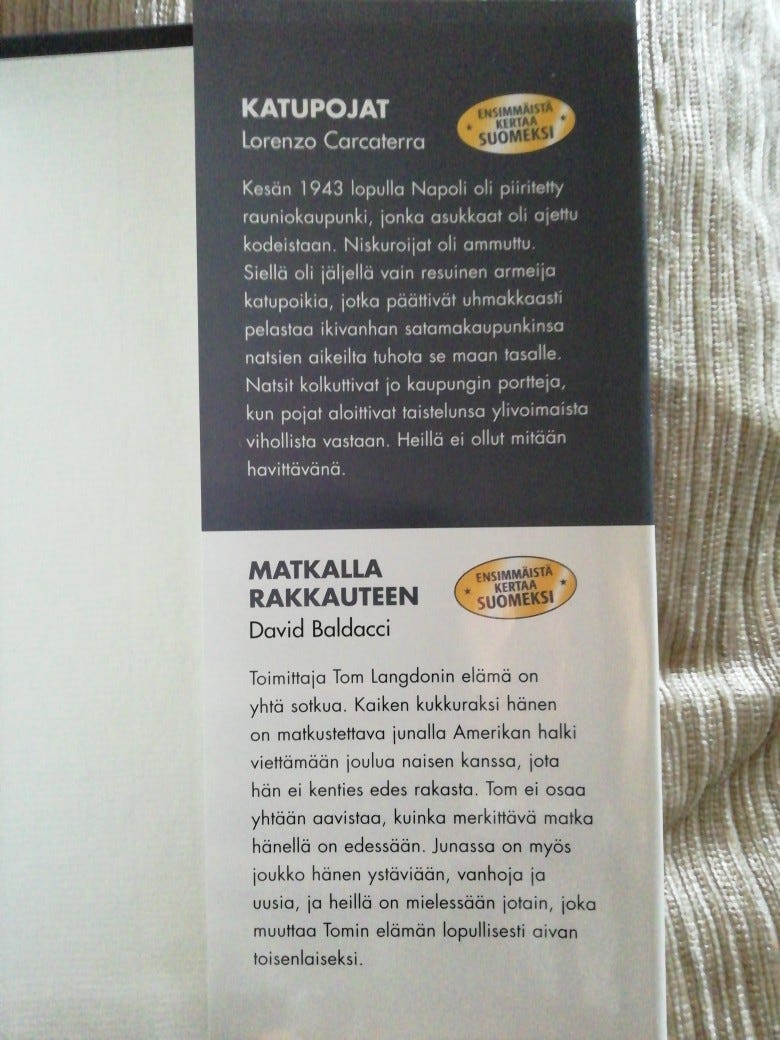 KATUPOJAT
Lorenzo Carcaterra
ENSIMMÄISTÄ
KERTAA
SUOMEKSI
Kesän 1943 lopulla Napoli oli piiritetty
rauniokaupunki, jonka asukkaat oli ajettu
kodeistaan. Niskuroijat oli ammuttu.
Siellä oli jäljellä vain resuinen armeija
katupoikia, jotka päättivät uhmakkaasti
pelastaa ikivanhan satamakaupunkinsa
natsien aikeilta tuhota se maan tasalle.
Natsit kolkuttivat jo kaupungin portteja,
kun pojat aloittivat taistelunsa ylivoimaista
vihollista vastaan. Heillä ei ollut mitään
havittävänä.
MATKALLA
RAKKAUTEEN
David Baldacci
ENSIMMÄISTÄ
KERTAA
SUOMEKSI
Toimittaja Tom Langdonin elämä on
yhtä sotkua. Kaiken kukkuraksi hänen
on matkustettava junalla Amerikan halki
viettämään joulua naisen kanssa, jota
hän ei kenties edes rakasta. Tom ei osaa
yhtään aavistaa, kuinka merkittävä matka
hänellä on edessään. Junassa on myös
joukko hänen ystäviään, vanhoja ja
uusia, ja heillä on mielessään jotain, joka
muuttaa Tomin elämän lopullisesti aivan
toisenlaiseksi.